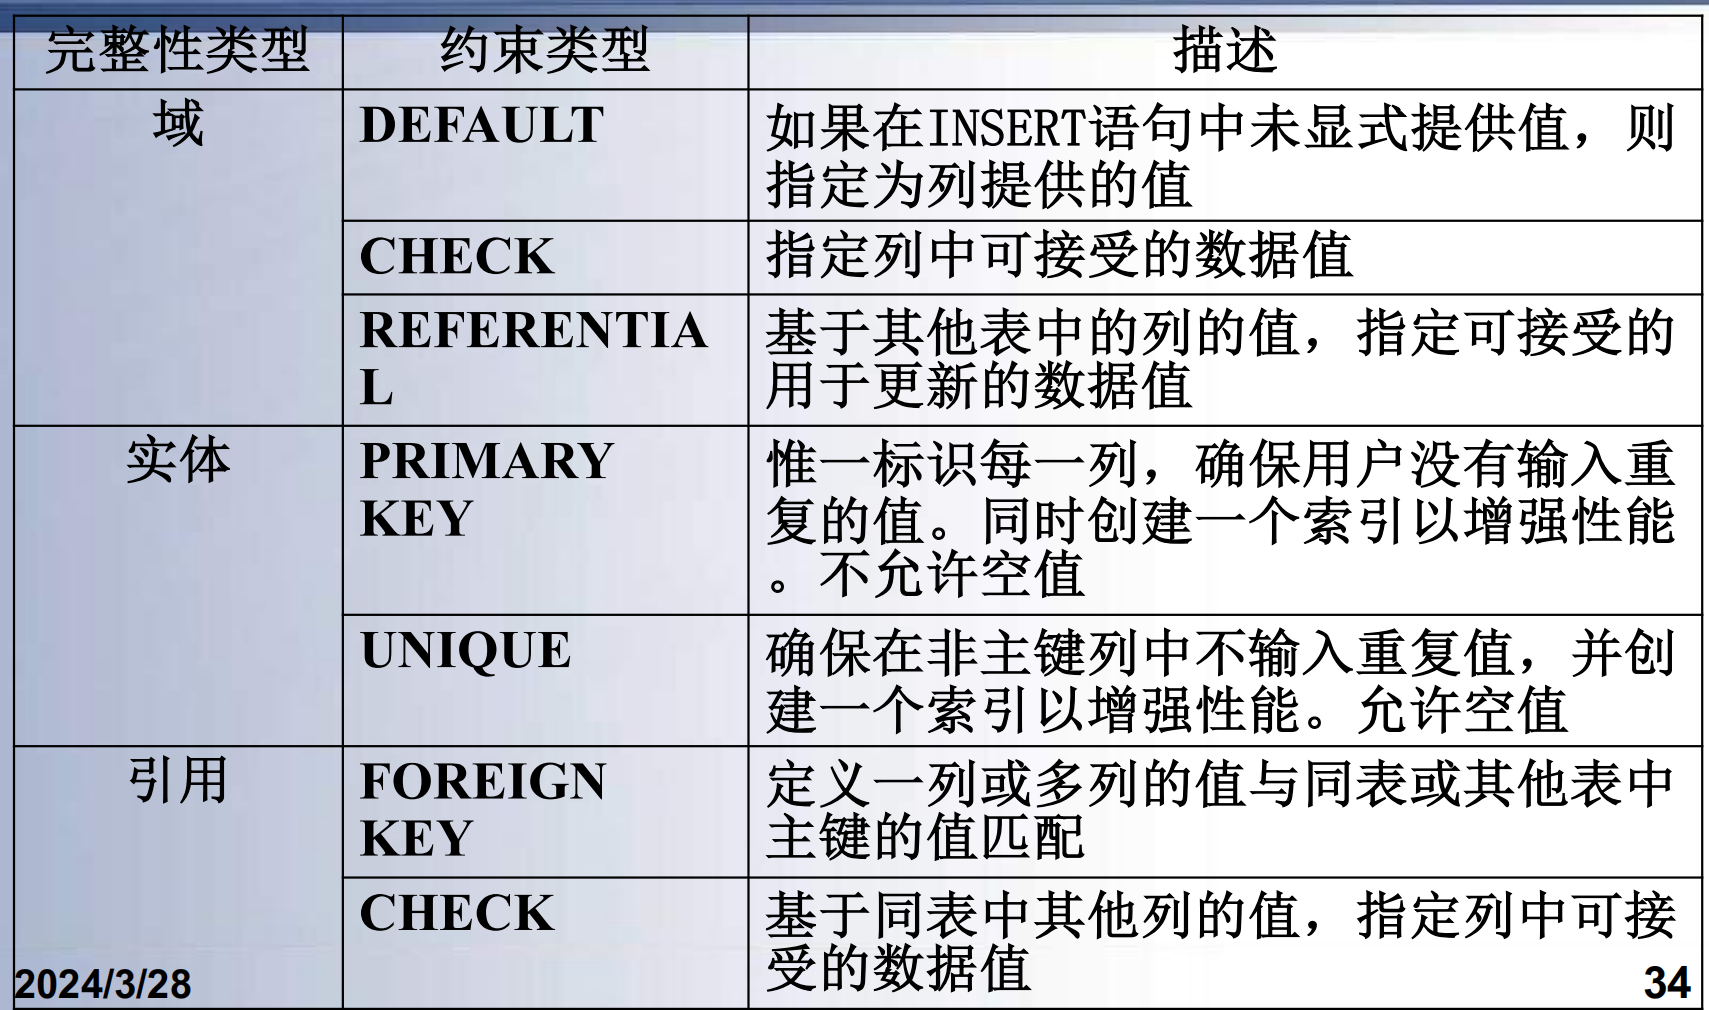 完整性类型 约束类型 描述
域 DEFAULT 如果在INSERT语句中未显式提供值，则
指定为列提供的值
CHECK 指定列中可接受的数据值
REFERENTIA 基于其他表中的列的值，指定可接受的
L 用于更新的数据值
实体 PRIMARY 惟一标识每一列，确保用户没有输入重
KEY 复的值。同时创建一个索引以增强性能
。不允许空值
UNIQUE 确保在非主键列中不输入重复值，并创
建一个索引以增强性能。允许空值
引用 FOREIGN 定义一列或多列的值与同表或其他表中
KEY 主键的值匹配
CHECK 基于同表中其他列的值，指定列中可接
受的数据值
2024/3/28 34